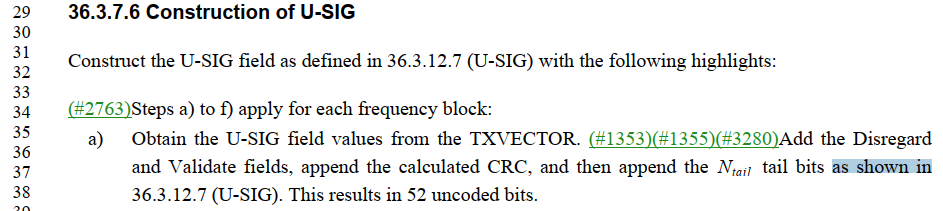 29 36.3.7.6 Construction of U-SIG
30
31
32 Construct the U-SIG field as defined in 36.3.12.7 (U-SIG) with the following highlights:
33
34 (#2763)Steps a) to f) apply for each frequency block:
35 a) Obtain the U-SIG field values from the TXVECTOR. (#1353)(#1355)(#3280)Add the Disregard
36
37 and Validate fields, append the calculated CRC, and then append the N_tail tail bits as shown in
38 36.3.12.7 (U-SIG). This results in 52 uncoded bits.